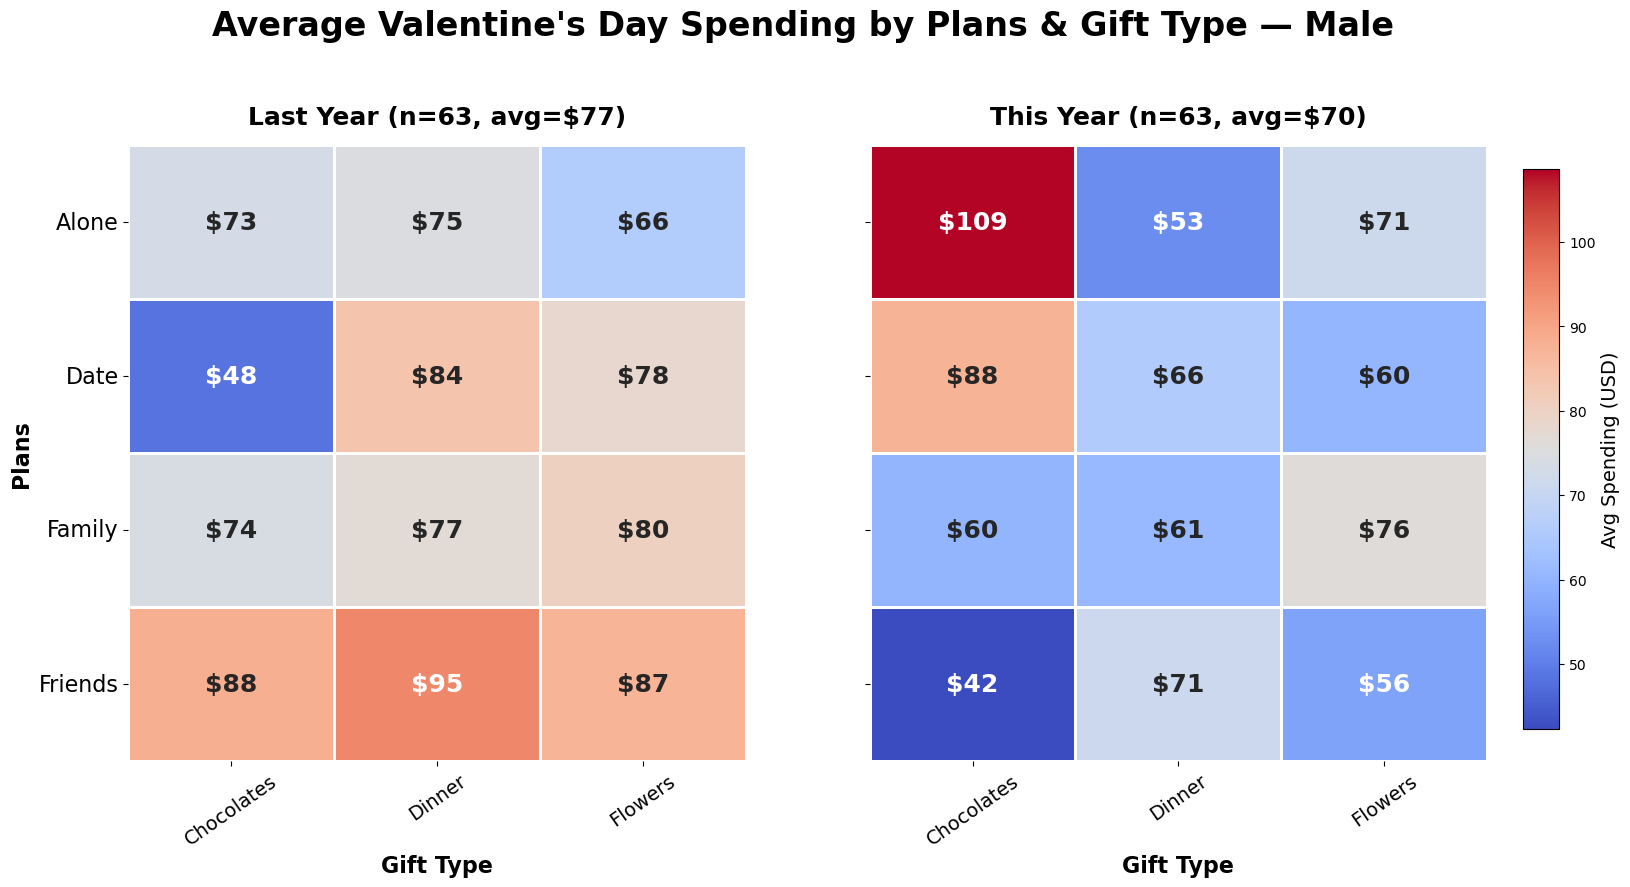 Average Valentine's Day Spending by Plans & Gift Type — Male
Last Year (n=63, avg=$77)
This Year (n=63, avg=$70)
Plans
Alone
$73
$75
$66
Date
$48
$84
$78
Family
$74
$77
$80
Friends
$88
$95
$87
Chocolates
Dinner
Flowers
Gift Type
$109
$53
$71
$88
$66
$60
$60
$61
$76
$42
$71
$56
Chocolates
Dinner
Flowers
Gift Type
100
90
80
70
60
50
Avg Spending (USD)